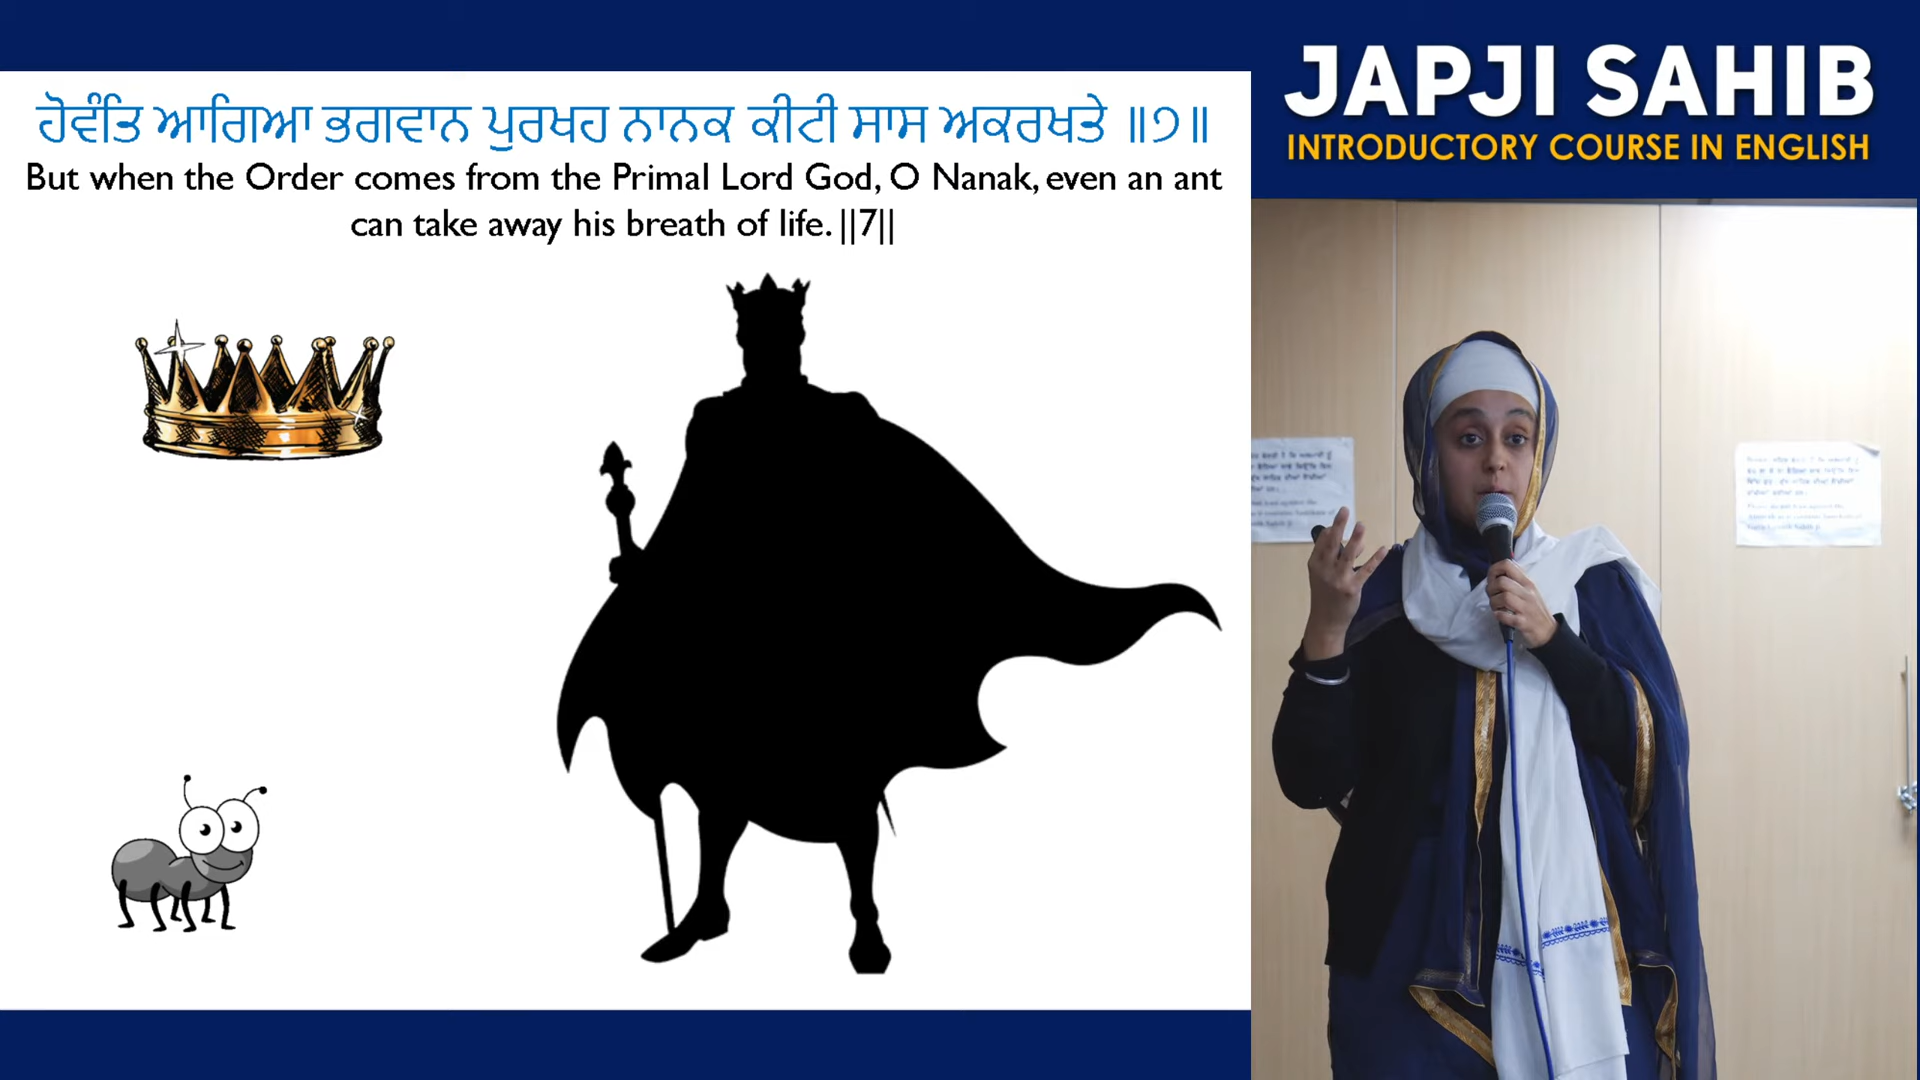 JAPJI SAHIB
INTRODUCTORY COURSE IN ENGLISH
ਹੋਵੰਤਿ ਆਗਿਆ ਭਗਵਾਨ ਪੁਰਖਹ ਨਾਨਕ ਕੀਟੀ ਸਾਸ ਅਕਰਖਤੇ ॥੭॥
But when the Order comes from the Primal Lord God, O Nanak, even an ant
can take away his breath of life. ||7||